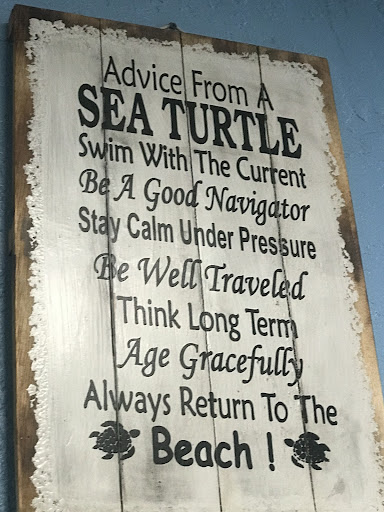 Advice From A
SEA TURTLE
Swim With The Current
Be A Good Navigator
Stay Calm Under Pressure
Be Well Traveled
Think Long Term
Age Gracefully
Always Return To The
Beach !